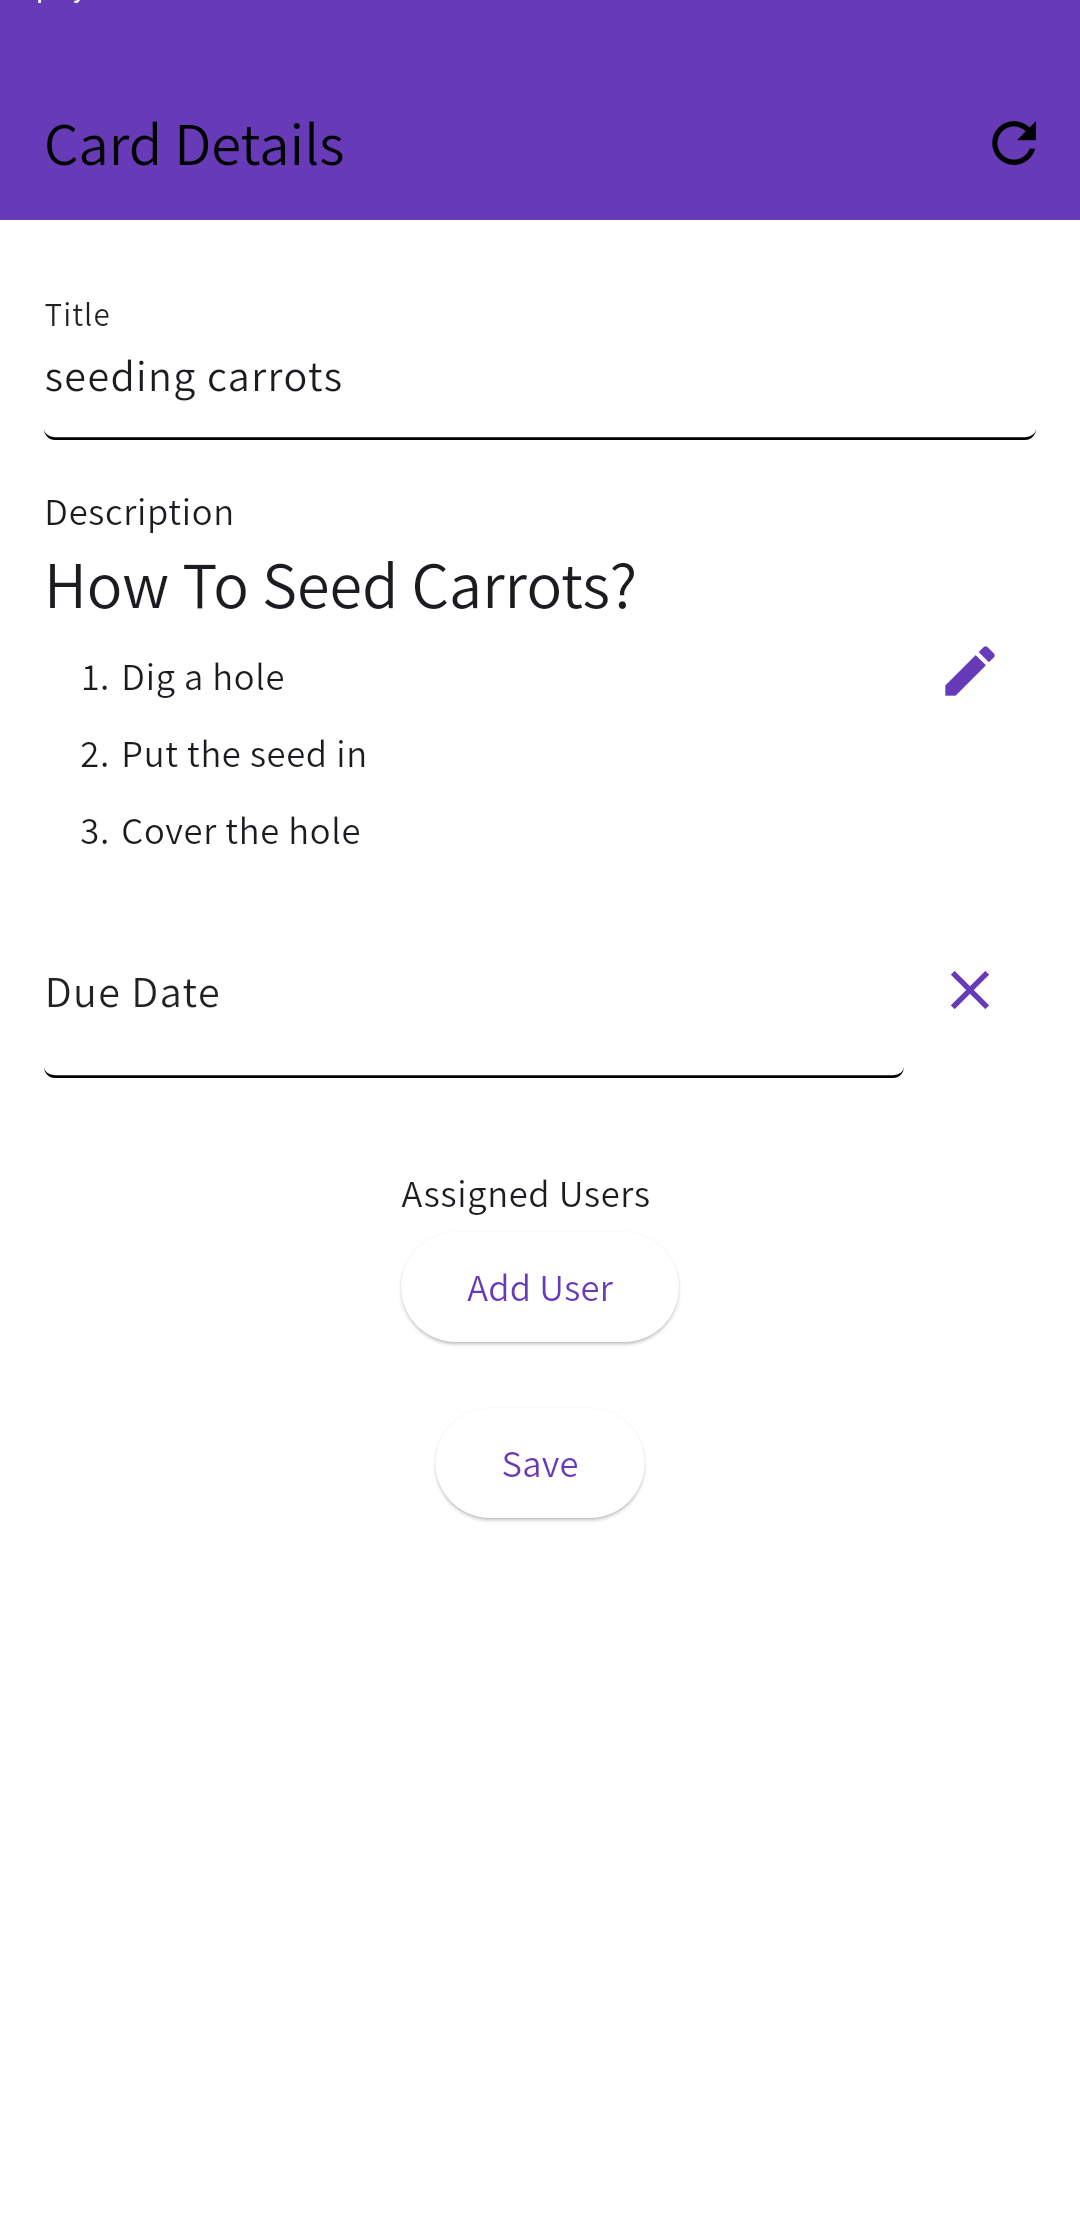 Card Details
Title
seeding carrots
Description
How To Seed Carrots?
1. Dig a hole
2. Put the seed in
3. Cover the hole
Due Date
Assigned Users
Add User
Save